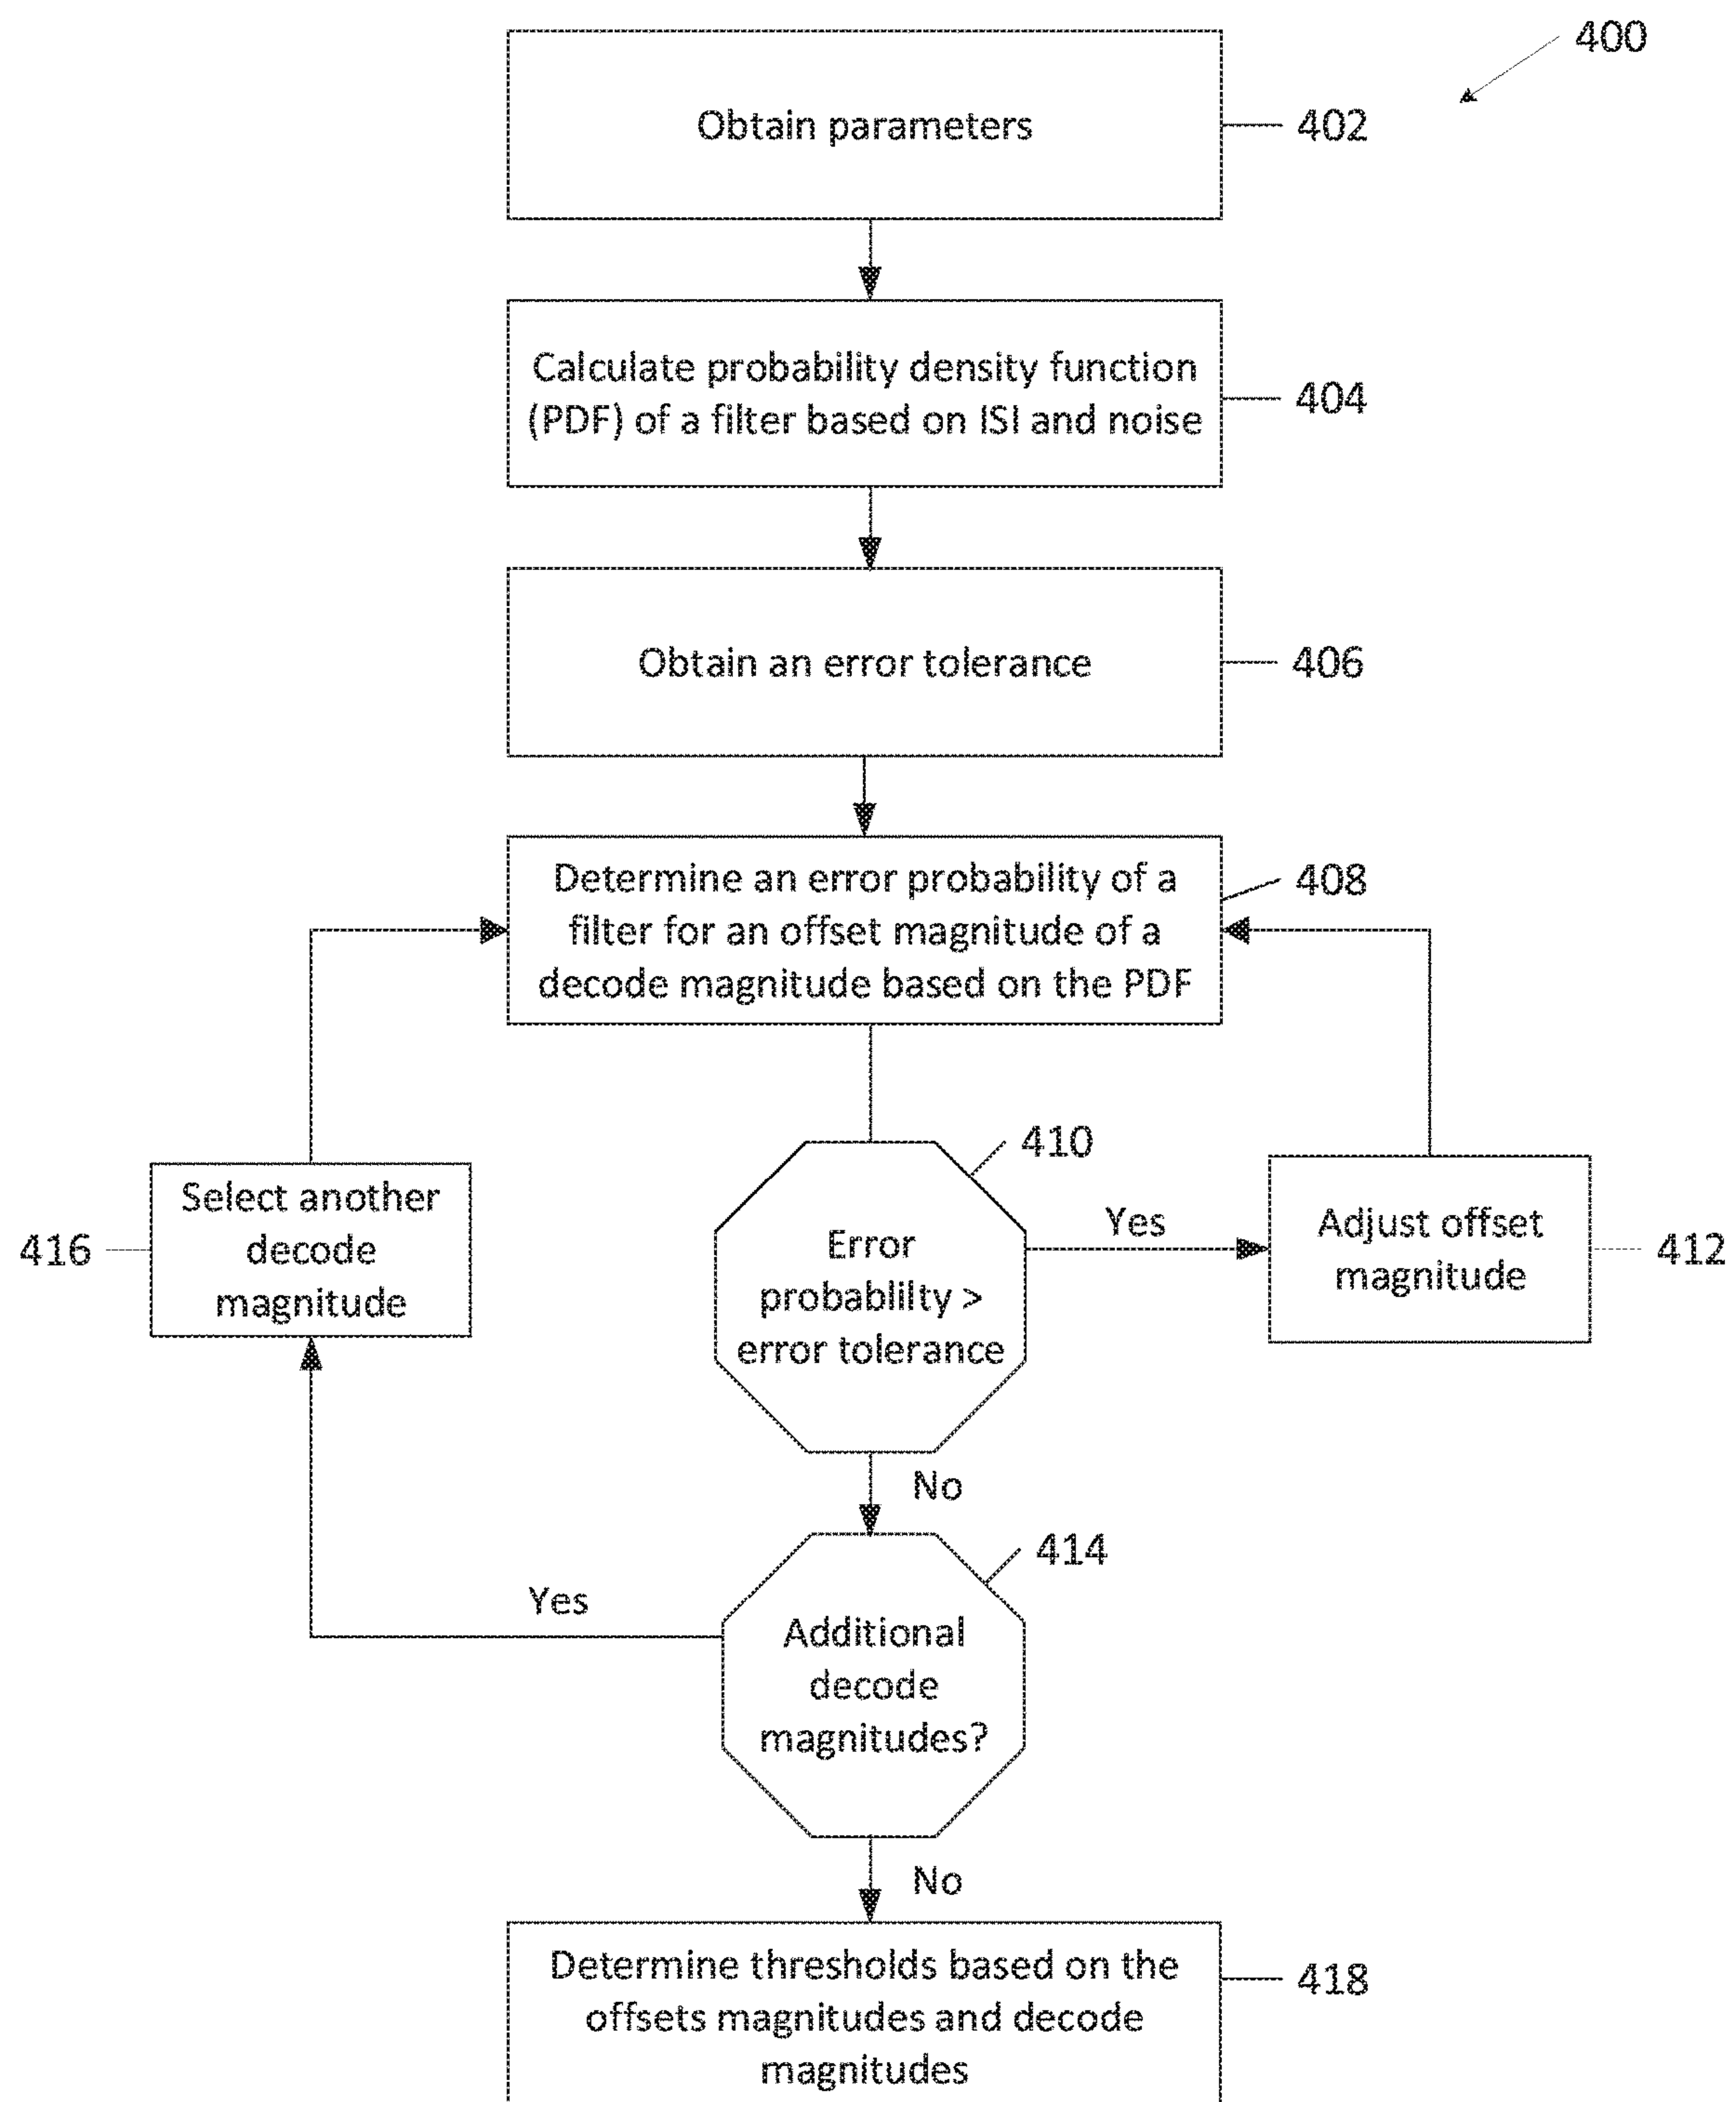 400
Obtain parameters
402
Calculate probability density function
(PDF) of a filter based on ISI and noise
404
Obtain an error tolerance
406
Determine an error probability of a
filter for an offset magnitude of a
decode magnitude based on the PDF
408
410
Select another
decode
magnitude
416
Error
probablilty >
error tolerance
Yes
Adjust offset
magnitude
412
No
414
Yes
Additional
decode
magnitudes?
No
Determine thresholds based on the
offsets magnitudes and decode
magnitudes
418